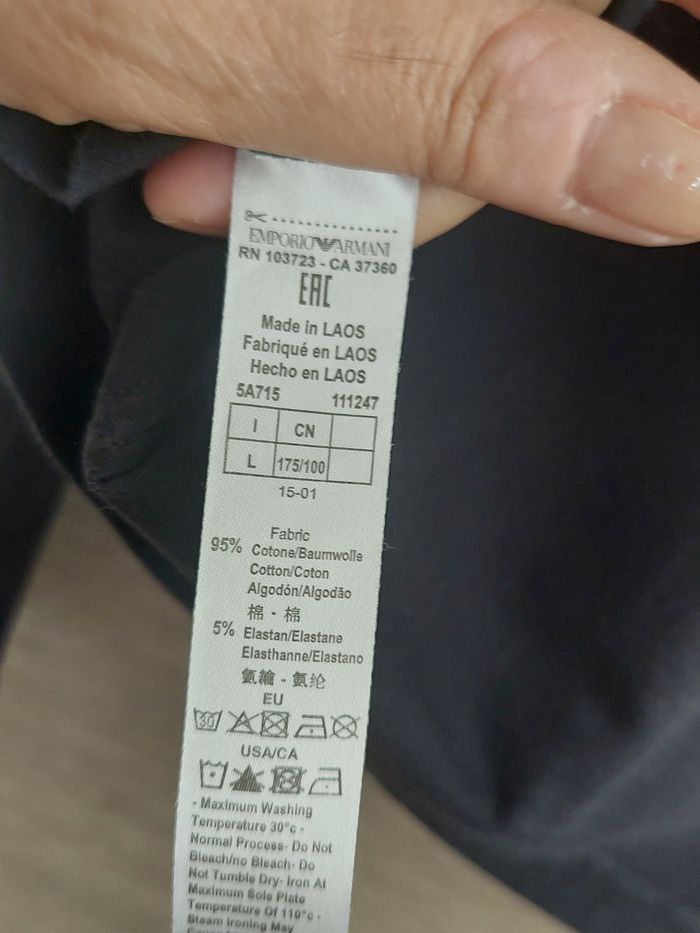 EMPORIO ARMANI
RN 103723 - CA 37360
EAC
Made in LAOS
Fabriqué en LAOS
Hecho en LAOS
5A715 111247
I CN
L 175/100
15-01
Fabric
95% Cotone/Baumwolle
Cotton/Coton
Algodón/Algodão
棉 - 棉
5% Elastan/Elastane
Elasthanne/Elastano
氨綸 - 氨纶
EU
30
USA/CA
- Maximum Washing
Temperature 30°c -
Normal Process- Do Not
Bleach/no Bleach- Do
Not Tumble Dry- Iron At
Maximum Sole Plate
Temperature Of 110°c -
Steam Ironing May